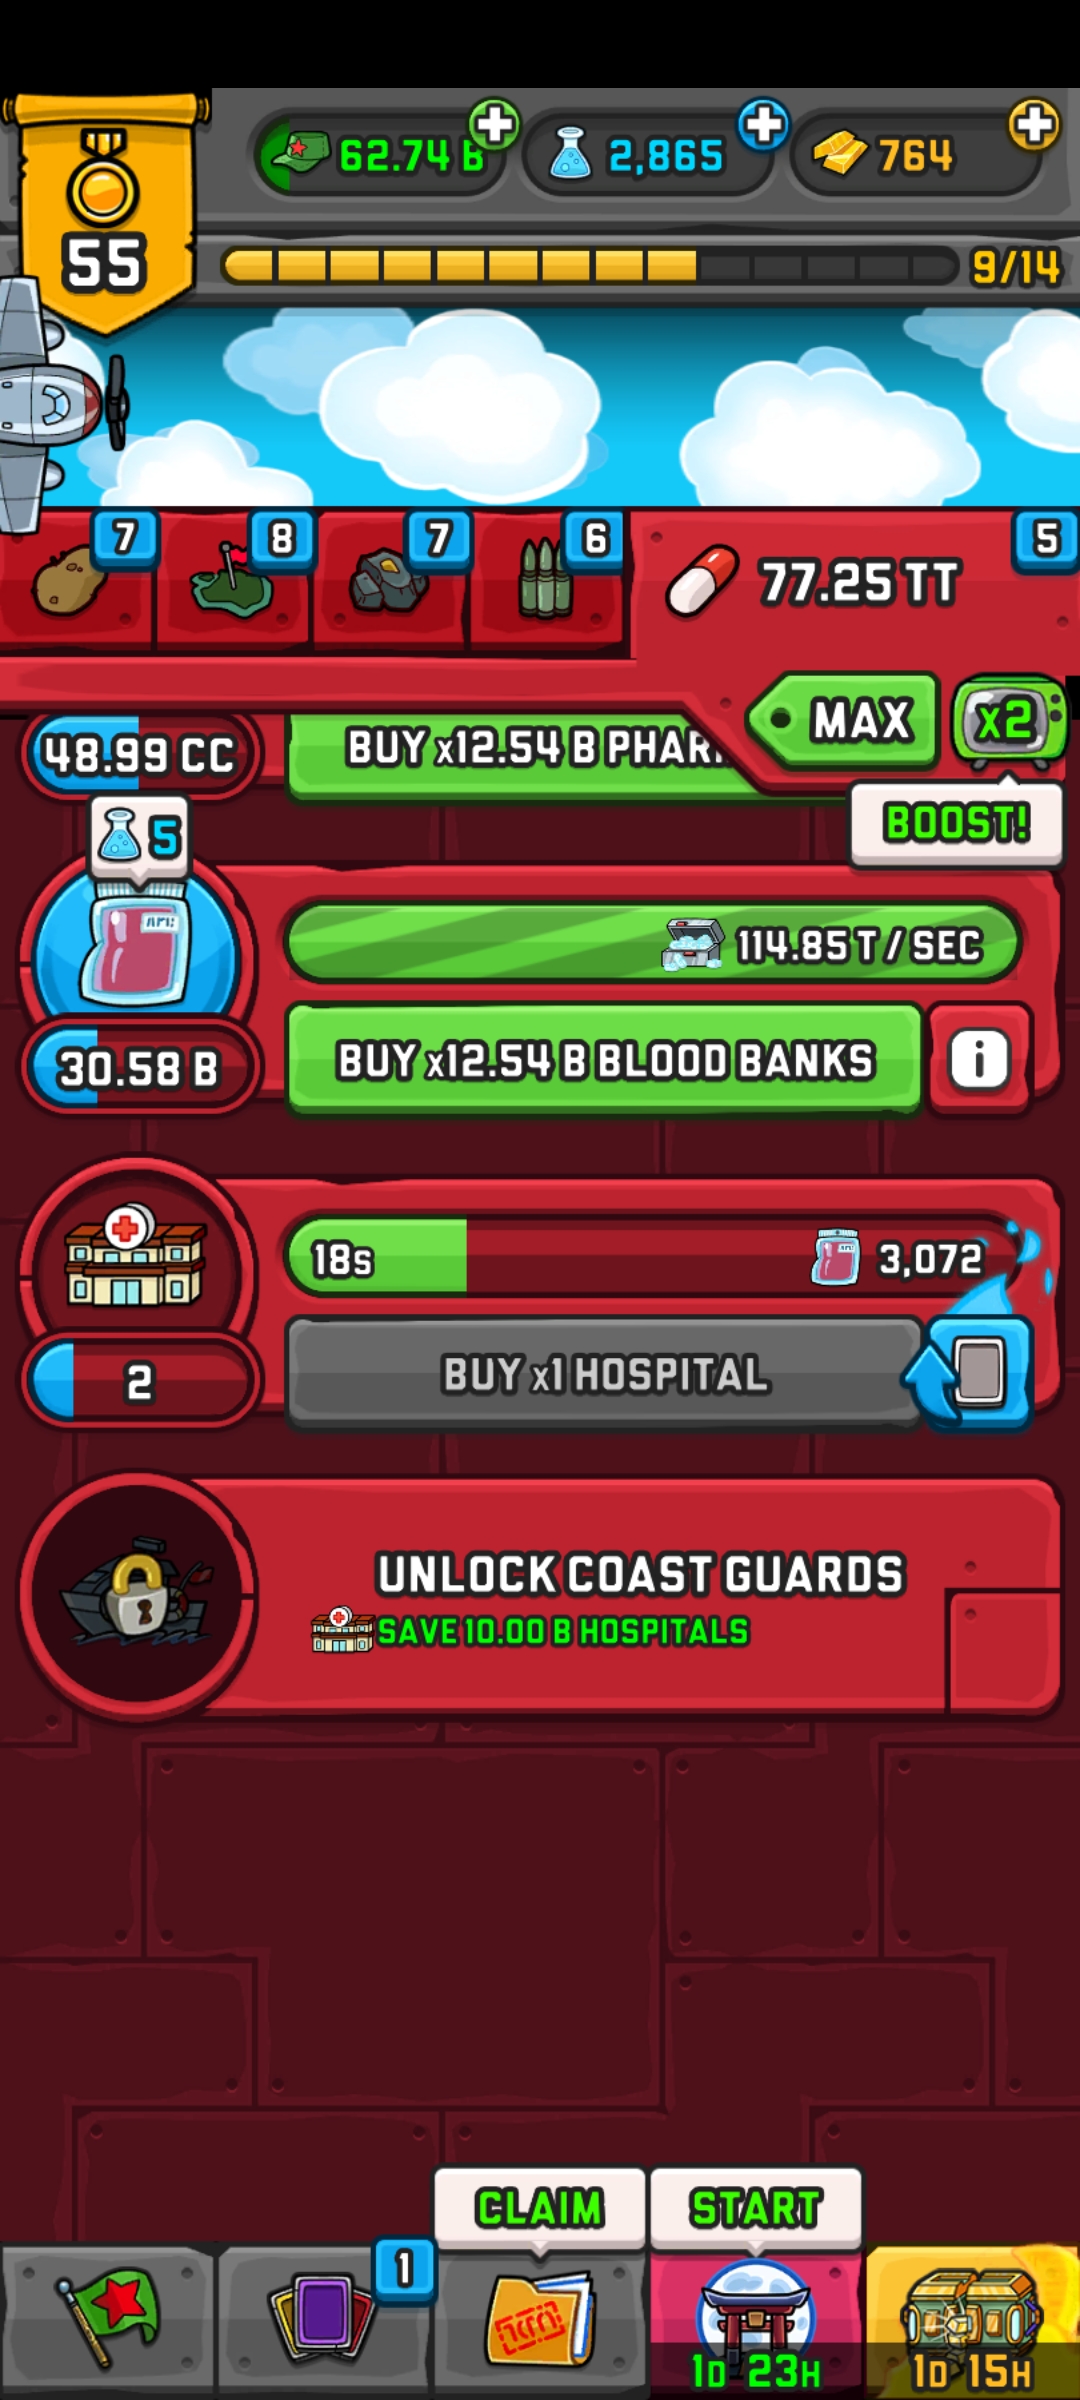 62.74 B
2,865
764
55
9/14
7
8
7
6
5
77.25 TT
MAX
x2
48.99 CC
BUY x12.54 B PHAR
BOOST!
5
114.85 T / SEC
30.58 B
BUY x12.54 B BLOOD BANKS
i
18s
3,072
2
BUY x1 HOSPITAL
UNLOCK COAST GUARDS
SAVE 10.00 B HOSPITALS
CLAIM
START
1
1D 23H
1D 15H